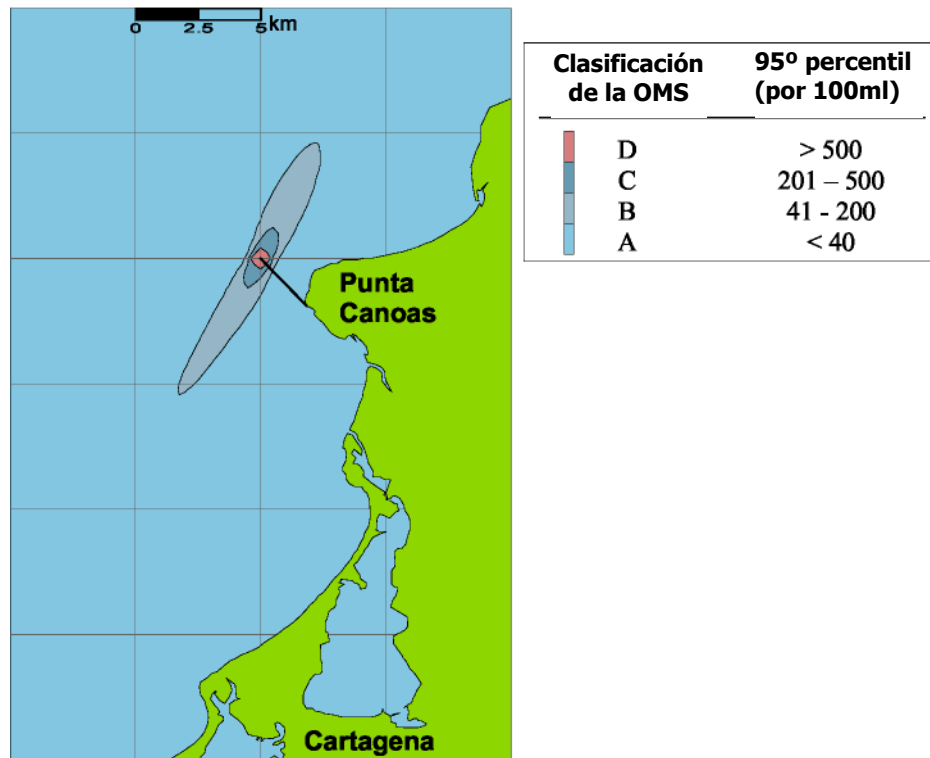 0 2.5 5 km
Clasificación 95º percentil
de la OMS (por 100ml)
D > 500
C 201 – 500
B 41 - 200
A < 40
Punta
Canoas
Cartagena